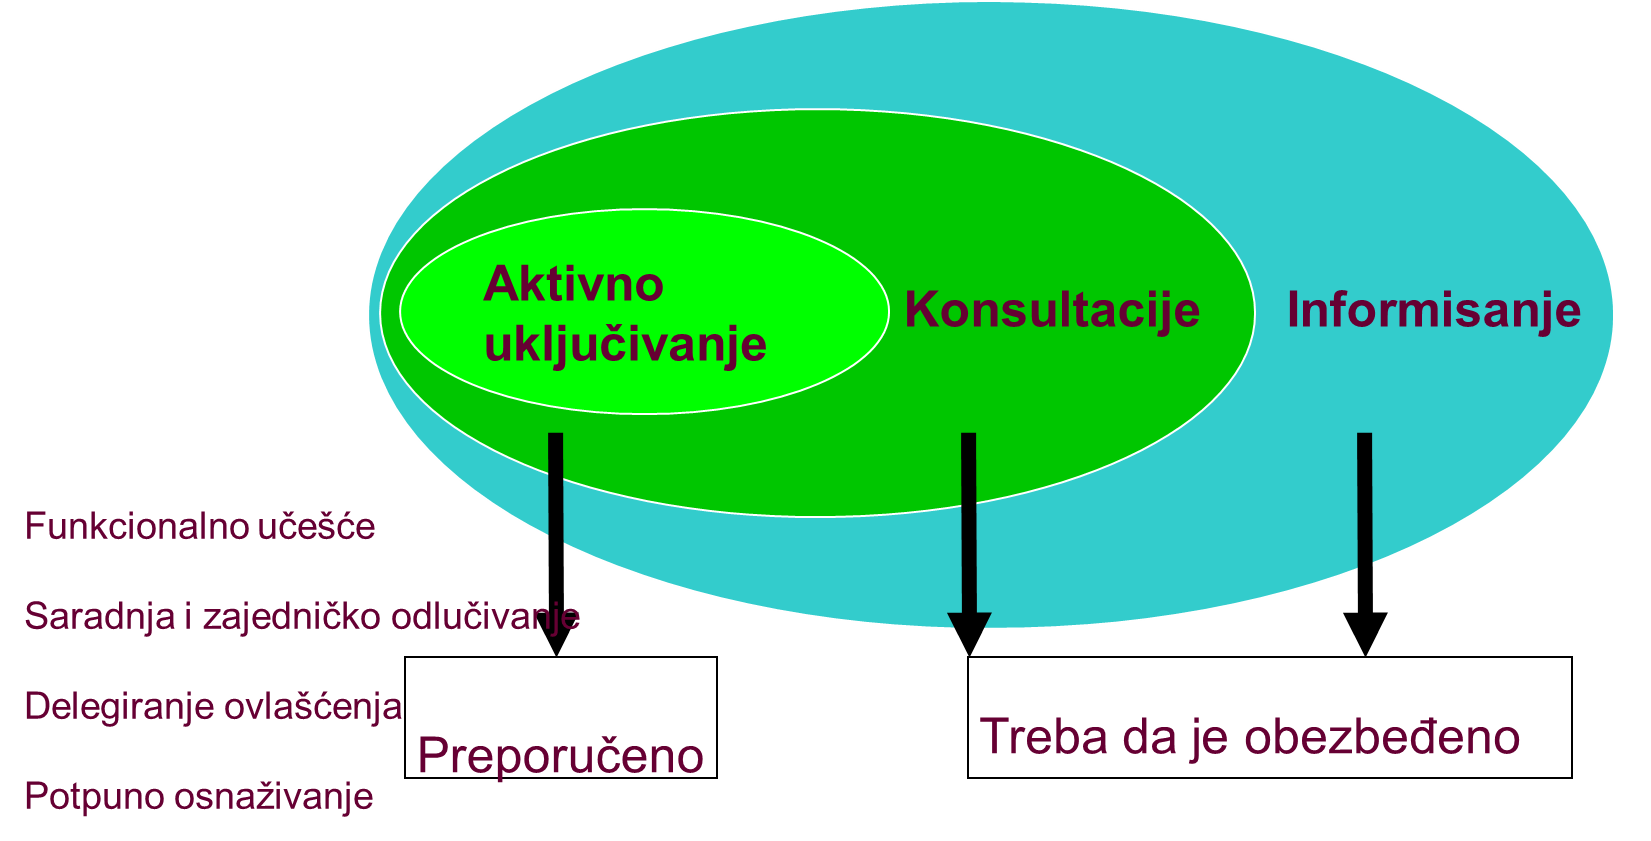 Aktivno
uključivanje
Konsultacije
Informisanje
Funkcionalno učešće
Saradnja i zajedničko odlučivanje
Delegiranje ovlašćenja
Potpuno osnaživanje
Preporučeno
Treba da je obezbeđeno